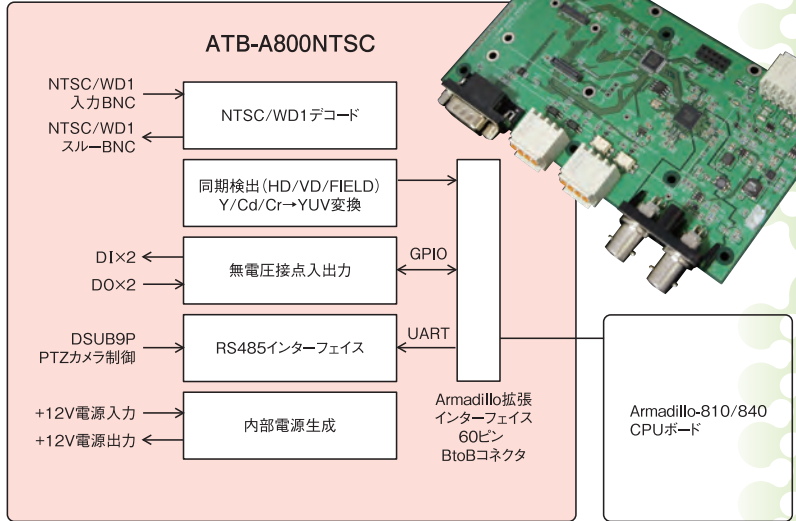 ATB-A800NTSC
NTSC/WD1
入力BNC
NTSC/WD1
スルーBNC
NTSC/WD1デコード
同期検出(HD/VD/FIELD)
Y/Cd/Cr→YUV変換
DI×2
DO×2
無電圧接点入出力
GPIO
DSUB9P
PTZカメラ制御
RS485インターフェイス
UART
+12V電源入力
+12V電源出力
内部電源生成
Armadillo拡張
インターフェイス
60ピン
BtoBコネクタ
Armadillo-810/840
CPUボード